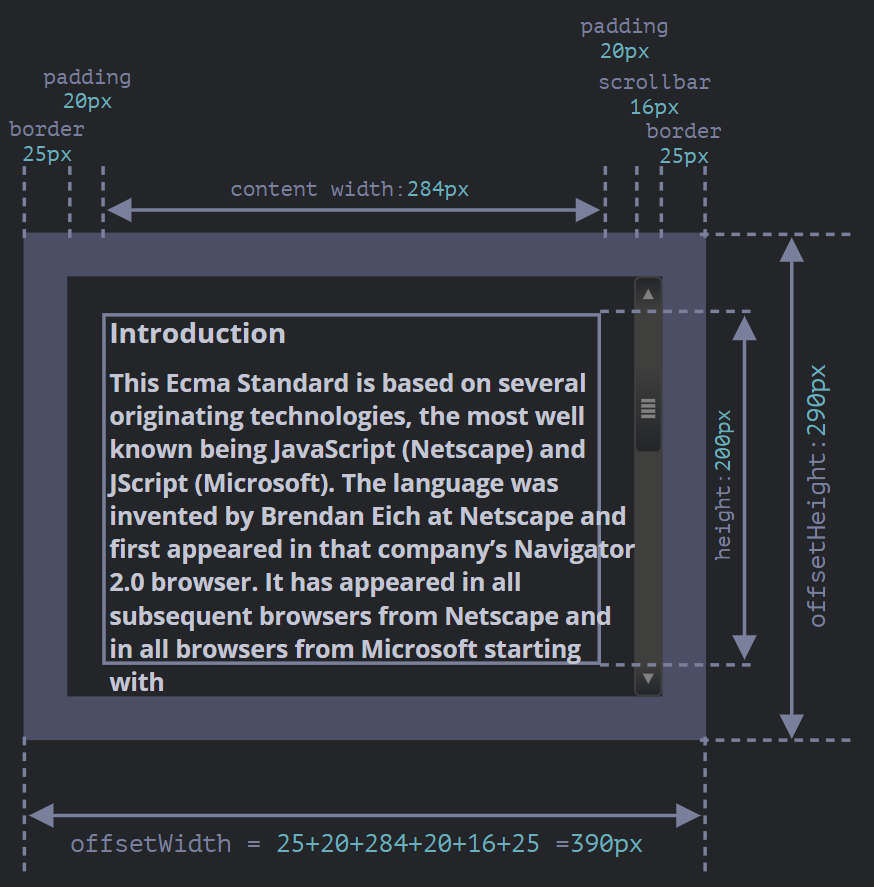 padding
20px
scrollbar
16px
border
25px
padding
20px
border
25px
content width:284px
Introduction
This Ecma Standard is based on several
originating technologies, the most well
known being JavaScript (Netscape) and
JScript (Microsoft). The language was
invented by Brendan Eich at Netscape and
first appeared in that company’s Navigator
2.0 browser. It has appeared in all
subsequent browsers from Netscape and
in all browsers from Microsoft starting
with
height:200px
offsetHeight:290px
offsetWidth = 25+20+284+20+16+25 =390px